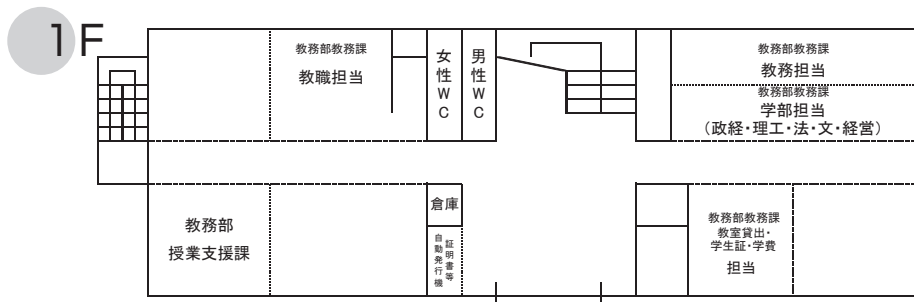 1F
教務部教務課
教職担当
女性WC
男性WC
教務部教務課
教務担当
教務部教務課
学部担当
(政経・理工・法・文・経営)
教務部
授業支援課
倉庫
証明書等
自動発行機
教務部教務課
教室貸出・
学生証・学費
担当